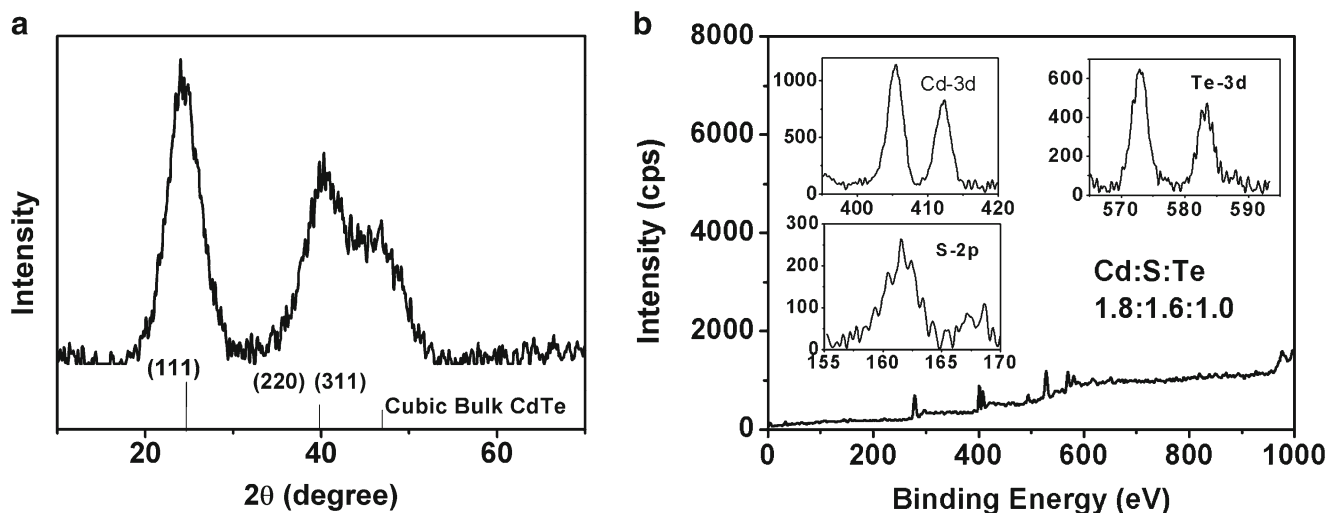 a
Intensity
(111)
(220) (311)
Cubic Bulk CdTe
20 40 60
2θ (degree)
b
Intensity (cps)
8000
6000
4000
2000
0
0 200 400 600 800 1000
Binding Energy (eV)
Cd-3d
1000
500
0
400 410 420
Te-3d
600
400
200
0
570 580 590
S-2p
300
200
100
0
155 160 165 170
Cd:S:Te
1.8:1.6:1.0